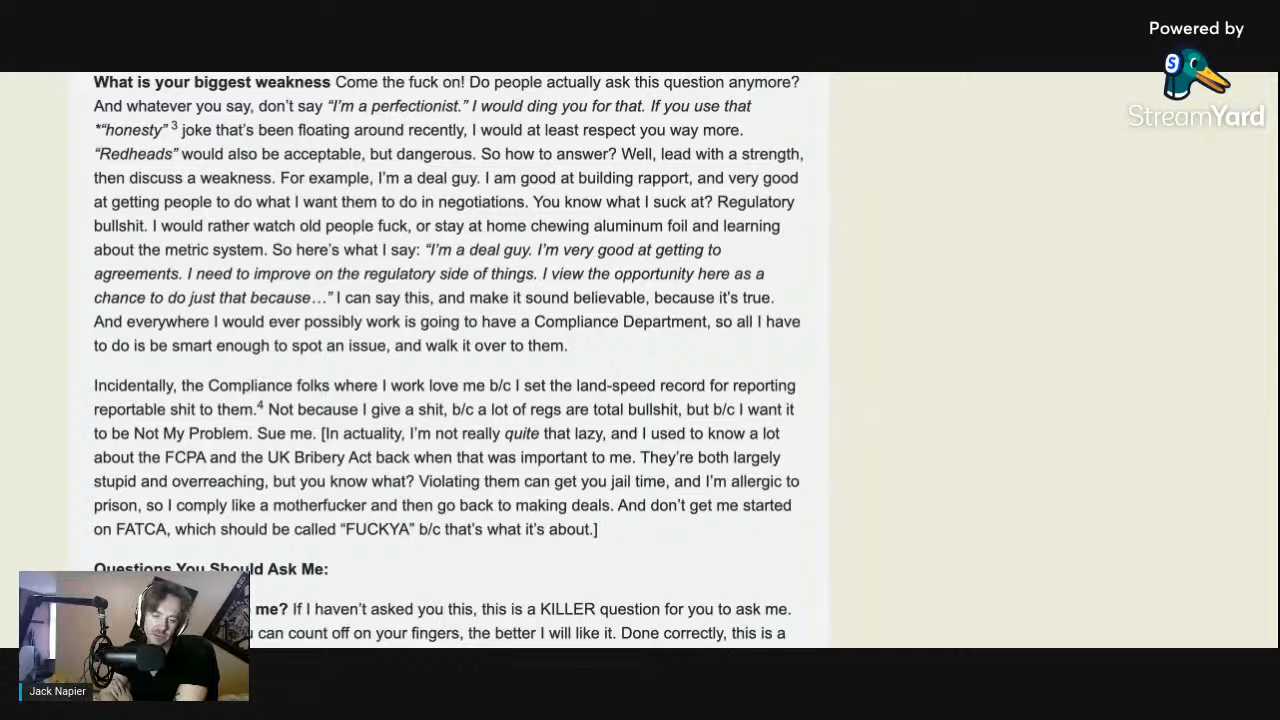 Powered by
S
StreamYard
What is your biggest weakness Come the fuck on! Do people actually ask this question anymore?
And whatever you say, don't say “I'm a perfectionist.” I would ding you for that. If you use that
*“honesty” 3 joke that's been floating around recently, I would at least respect you way more.
“Redheads” would also be acceptable, but dangerous. So how to answer? Well, lead with a strength,
then discuss a weakness. For example, I'm a deal guy. I am good at building rapport, and very good
at getting people to do what I want them to do in negotiations. You know what I suck at? Regulatory
bullshit. I would rather watch old people fuck, or stay at home chewing aluminum foil and learning
about the metric system. So here's what I say: “I'm a deal guy. I'm very good at getting to
agreements. I need to improve on the regulatory side of things. I view the opportunity here as a
chance to do just that because…” I can say this, and make it sound believable, because it's true.
And everywhere I would ever possibly work is going to have a Compliance Department, so all I have
to do is be smart enough to spot an issue, and walk it over to them.
Incidentally, the Compliance folks where I work love me b/c I set the land-speed record for reporting
reportable shit to them.4 Not because I give a shit, b/c a lot of regs are total bullshit, but b/c I want it
to be Not My Problem. Sue me. [In actuality, I'm not really quite that lazy, and I used to know a lot
about the FCPA and the UK Bribery Act back when that was important to me. They're both largely
stupid and overreaching, but you know what? Violating them can get you jail time, and I'm allergic to
prison, so I comply like a motherfucker and then go back to making deals. And don't get me started
on FATCA, which should be called “FUCKYA” b/c that's what it's about.]
Questions You Should Ask Me:
me? If I haven't asked you this, this is a KILLER question for you to ask me.
can count off on your fingers, the better I will like it. Done correctly, this is a
Jack Napier